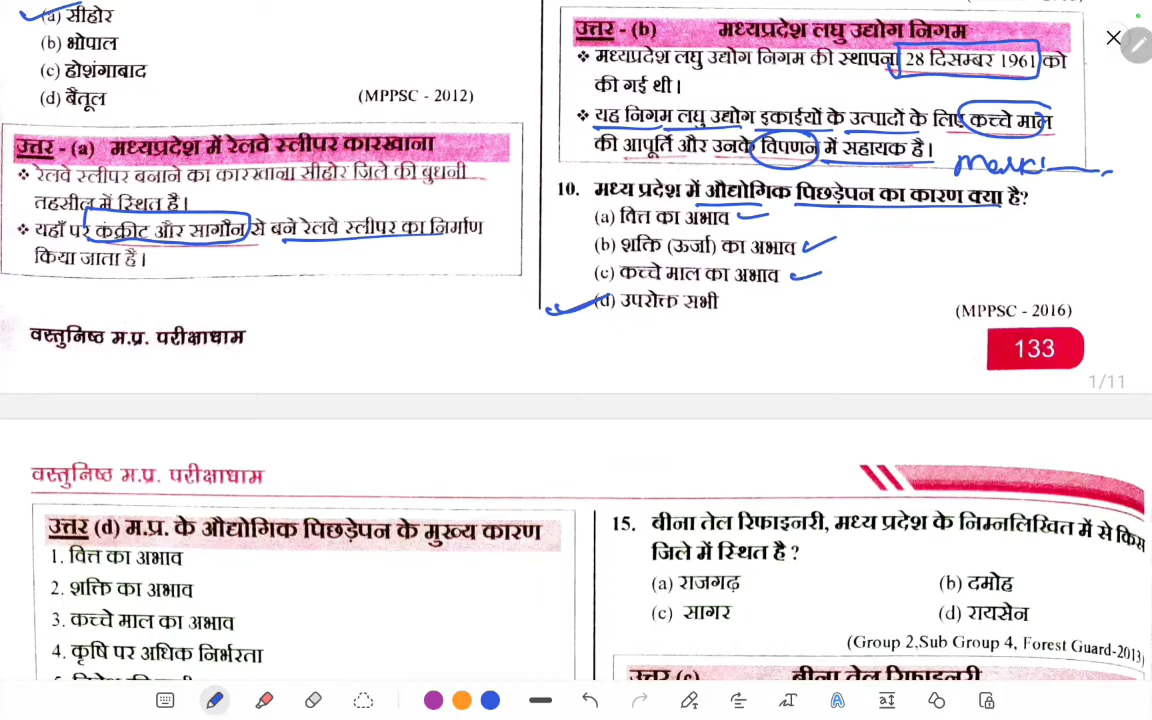 (a) सीहोर
(b) भोपाल
(c) होशंगाबाद
(d) बैतूल
(MPPSC - 2012)
उत्तर - (a) मध्यप्रदेश में रेलवे स्लीपर कारखाना
❖ रेलवे स्लीपर बनाने का कारखाना सीहोर जिले की बुधनी
तहसील में स्थित है।
❖ यहाँ पर कक्रीट और सागौन से बने रेलवे स्लीपर का निर्माण
किया जाता है।
वस्तुनिष्ठ म.प्र. परीक्षाधाम
उत्तर - (b) मध्यप्रदेश लघु उद्योग निगम
❖ मध्यप्रदेश लघु उद्योग निगम की स्थापना 28 दिसम्बर 1961 को
की गई थी।
❖ यह निगम लघु उद्योग इकाईयों के उत्पादों के लिए कच्चे माल
की आपूर्ति और उनके विपणन में सहायक है।
10. मध्य प्रदेश में औद्योगिक पिछड़ेपन का कारण क्या है?
(a) वित्त का अभाव
(b) शक्ति (ऊर्जा) का अभाव
(c) कच्चे माल का अभाव
(d) उपरोक्त सभी
(MPPSC - 2016)
133
1/11
वस्तुनिष्ठ म.प्र. परीक्षाधाम
उत्तर (d) म.प्र. के औद्योगिक पिछड़ेपन के मुख्य कारण
1. वित्त का अभाव
2. शक्ति का अभाव
3. कच्चे माल का अभाव
4. कृषि पर अधिक निर्भरता
15. बीना तेल रिफाइनरी, मध्य प्रदेश के निम्नलिखित में से किस
जिले में स्थित है ?
(a) राजगढ़ (b) दमोह
(c) सागर (d) रायसेन
(Group 2,Sub Group 4, Forest Guard-2013)
उत्तर (c) बीना तेल रिफाइनरी